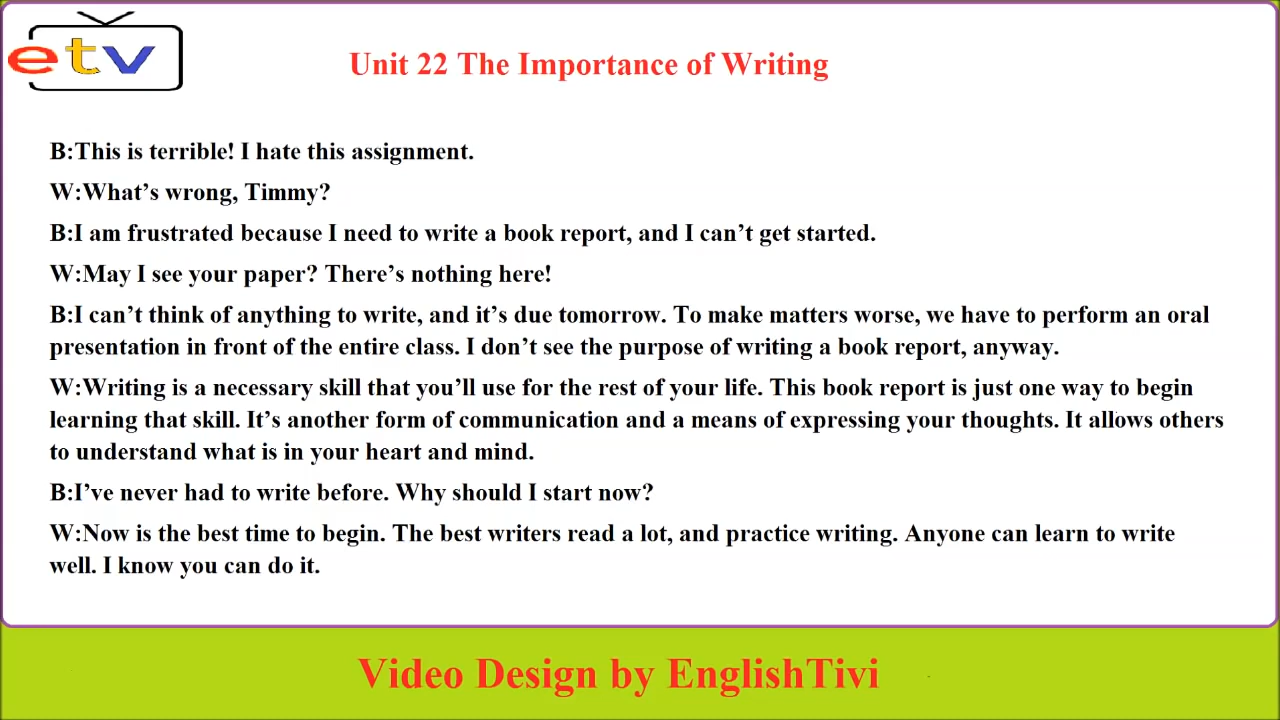 etv
Unit 22 The Importance of Writing
B:This is terrible! I hate this assignment.
W:What’s wrong, Timmy?
B:I am frustrated because I need to write a book report, and I can’t get started.
W:May I see your paper? There’s nothing here!
B:I can’t think of anything to write, and it’s due tomorrow. To make matters worse, we have to perform an oral
presentation in front of the entire class. I don’t see the purpose of writing a book report, anyway.
W:Writing is a necessary skill that you’ll use for the rest of your life. This book report is just one way to begin
learning that skill. It’s another form of communication and a means of expressing your thoughts. It allows others
to understand what is in your heart and mind.
B:I’ve never had to write before. Why should I start now?
W:Now is the best time to begin. The best writers read a lot, and practice writing. Anyone can learn to write
well. I know you can do it.
Video Design by EnglishTivi